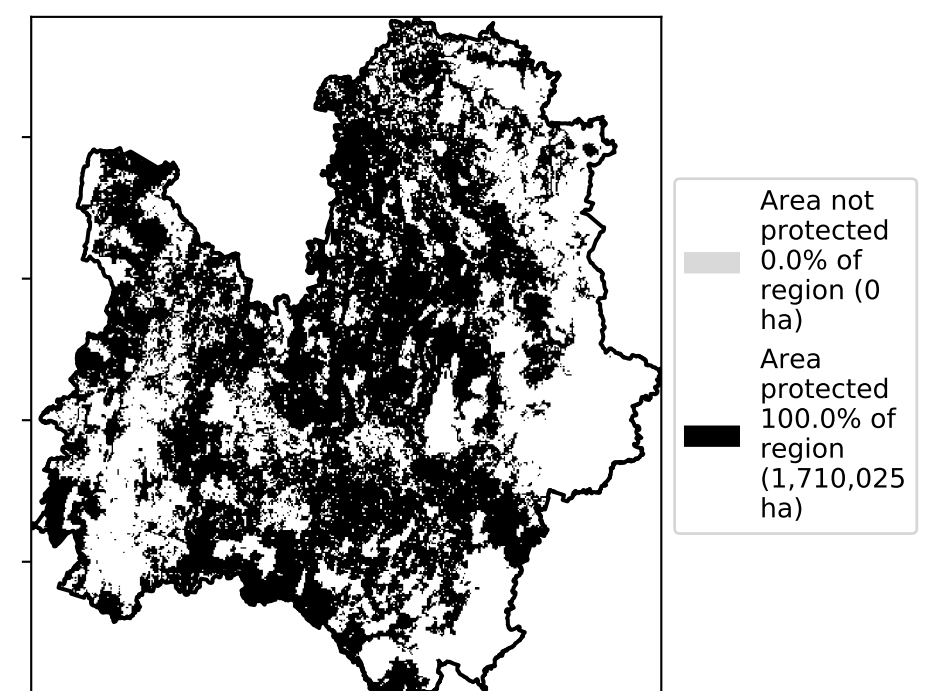 Area not
protected
0.0% of
region (0
ha)
Area
protected
100.0% of
region
(1,710,025
ha)